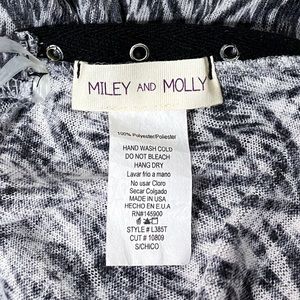 MILEY AND MOLLY
100% Polyester/Poliester
HAND WASH COLD
DO NOT BLEACH
HANG DRY
Lavar frio a mano
No usar Cloro
Secar Colgado
MADE IN USA
HECHO EN E.U.A
RN#145900
STYLE # L385T
CUT # 10809
S/CHICO